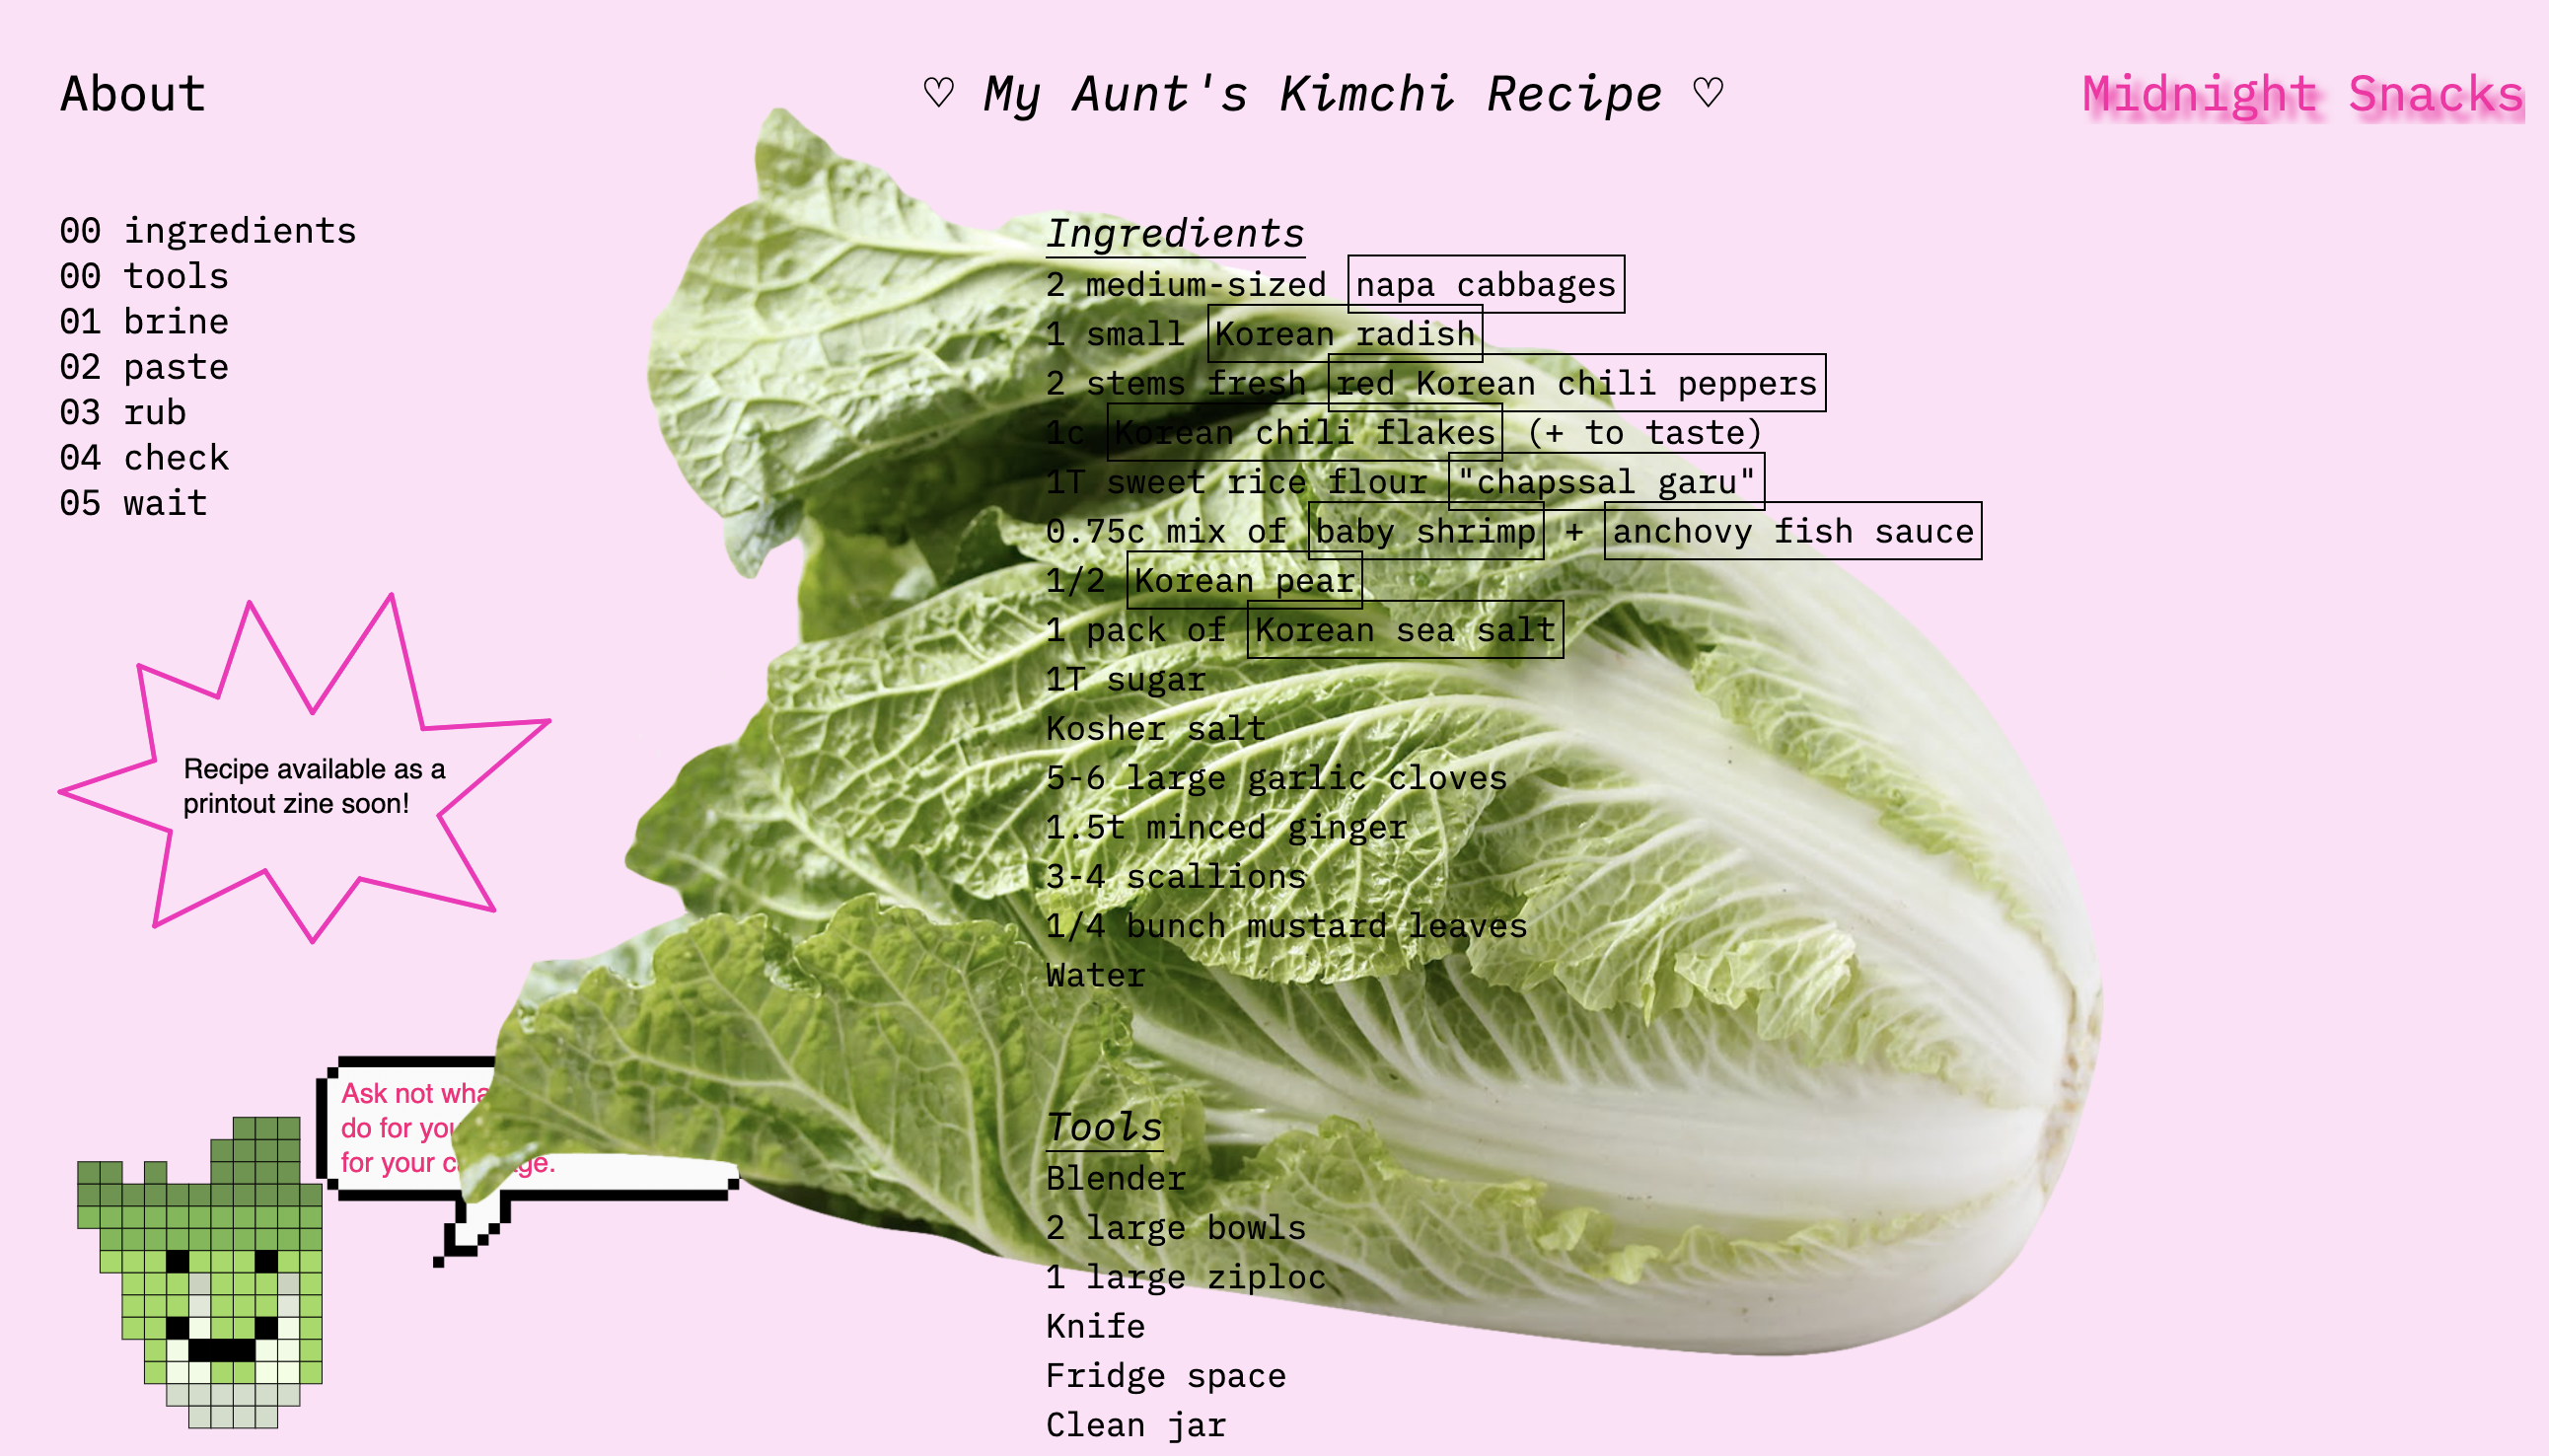 About
♡ My Aunt's Kimchi Recipe ♡
Midnight Snacks
00 ingredients
00 tools
01 brine
02 paste
03 rub
04 check
05 wait
Recipe available as a
printout zine soon!
Ask not
do for
for your
Ingredients
2 medium-sized napa cabbages
1 small Korean radish
2 stems fresh red Korean chili peppers
1c Korean chili flakes (+ to taste)
1T sweet rice flour "chapssal garu"
0.75c mix of baby shrimp + anchovy fish sauce
1/2 Korean pear
1 pack of Korean sea salt
1T sugar
Kosher salt
5-6 large garlic cloves
1.5t minced ginger
3-4 scallions
1/4 bunch mustard leaves
Water
Tools
Blender
2 large bowls
1 large ziploc
Knife
Fridge space
Clean jar